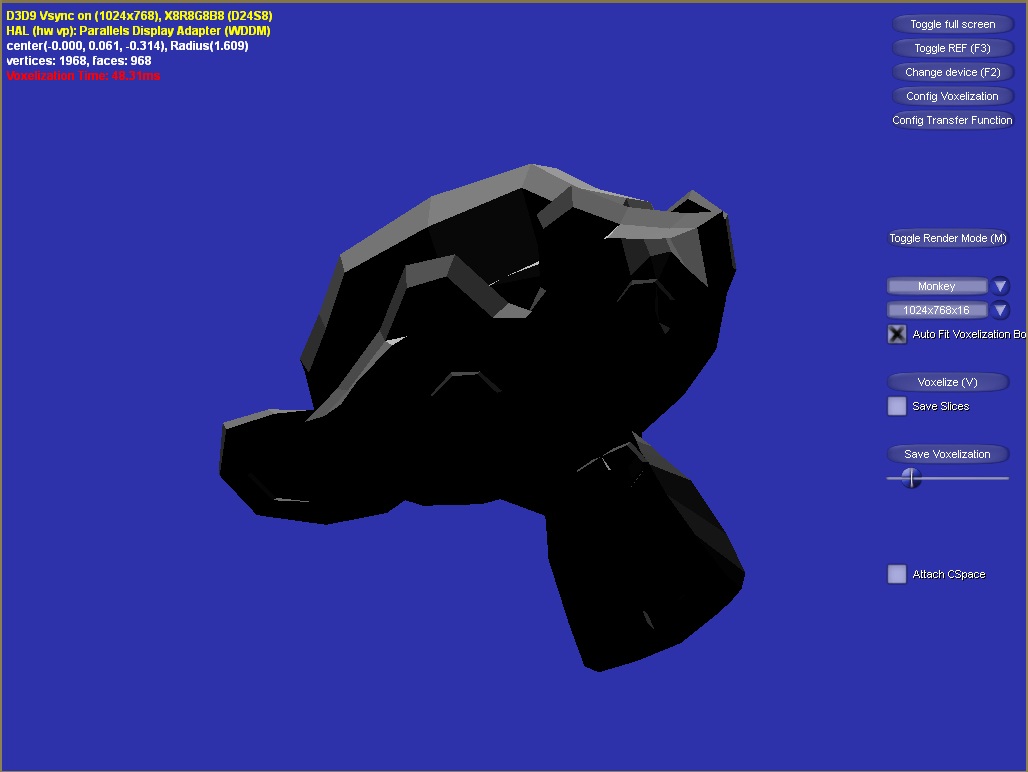 D3D9 Vsync on (1024x768), X8R8G8B8 (D24S8)
HAL (hw vp): Parallels Display Adapter (WDDM)
center(-0.000, 0.061, -0.314), Radius(1.609)
vertices: 1968, faces: 968
Voxelization Time: 48.31ms
Toggle full screen
Toggle REF (F3)
Change device (F2)
Config Voxelization
Config Transfer Function
Toggle Render Mode (M)
Monkey
1024x768x16
Auto Fit Voxelization Bo
Voxelize (V)
Save Slices
Save Voxelization
Attach CSpace